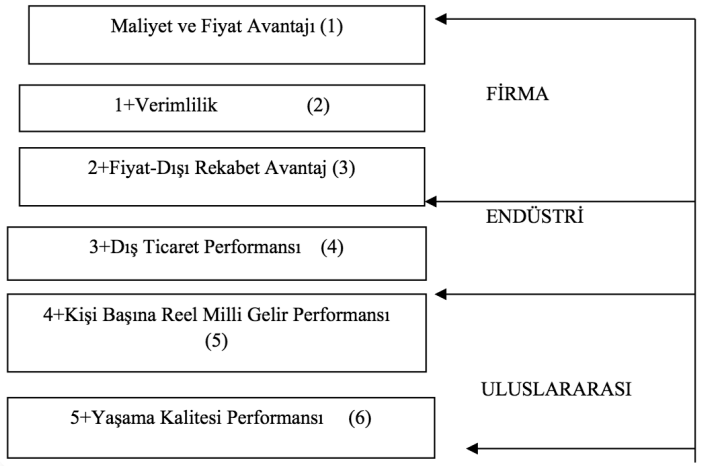 Maliyet ve Fiyat Avantajı (1)
FİRMA
1+Verimlilik (2)
2+Fiyat-Dışı Rekabet Avantaj (3)
ENDÜSTRİ
3+Dış Ticaret Performansı (4)
4+Kişi Başına Reel Milli Gelir Performansı
(5)
ULUSLARARASI
5+Yaşama Kalitesi Performansı (6)